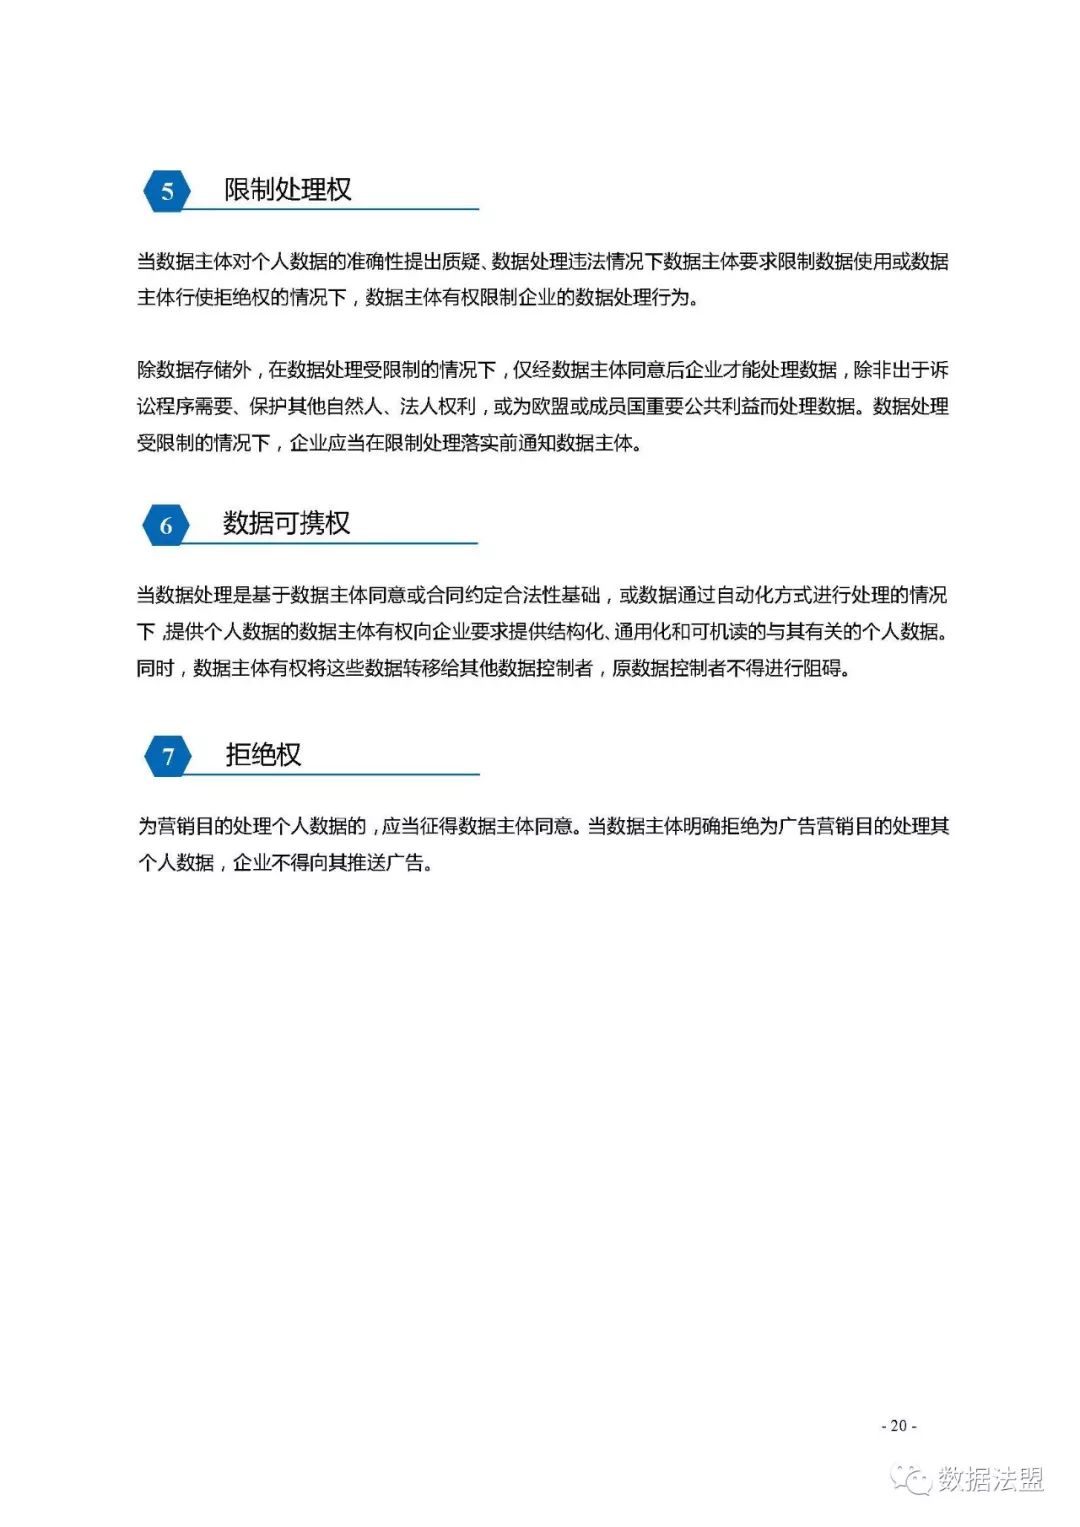 5 限制处理权
当数据主体对个人数据的准确性提出质疑、数据处理违法情况下数据主体要求限制数据使用或数据
主体行使拒绝权的情况下，数据主体有权限制企业的数据处理行为。
除数据存储外，在数据处理受限制的情况下，仅经数据主体同意后企业才能处理数据，除非出于诉
讼程序需要、保护其他自然人、法人权利，或为欧盟或成员国重要公共利益而处理数据。数据处理
受限制的情况下，企业应当在限制处理落实前通知数据主体。
6 数据可携权
当数据处理是基于数据主体同意或合同约定合法性基础，或数据通过自动化方式进行处理的情况
下，提供个人数据的数据主体有权向企业要求提供结构化、通用化和可机读的与其有关的个人数据。
同时，数据主体有权将这些数据转移给其他数据控制者，原数据控制者不得进行阻碍。
7 拒绝权
为营销目的处理个人数据的，应当征得数据主体同意。当数据主体明确拒绝为广告营销目的处理其
个人数据，企业不得向其推送广告。
- 20 -
数据法盟